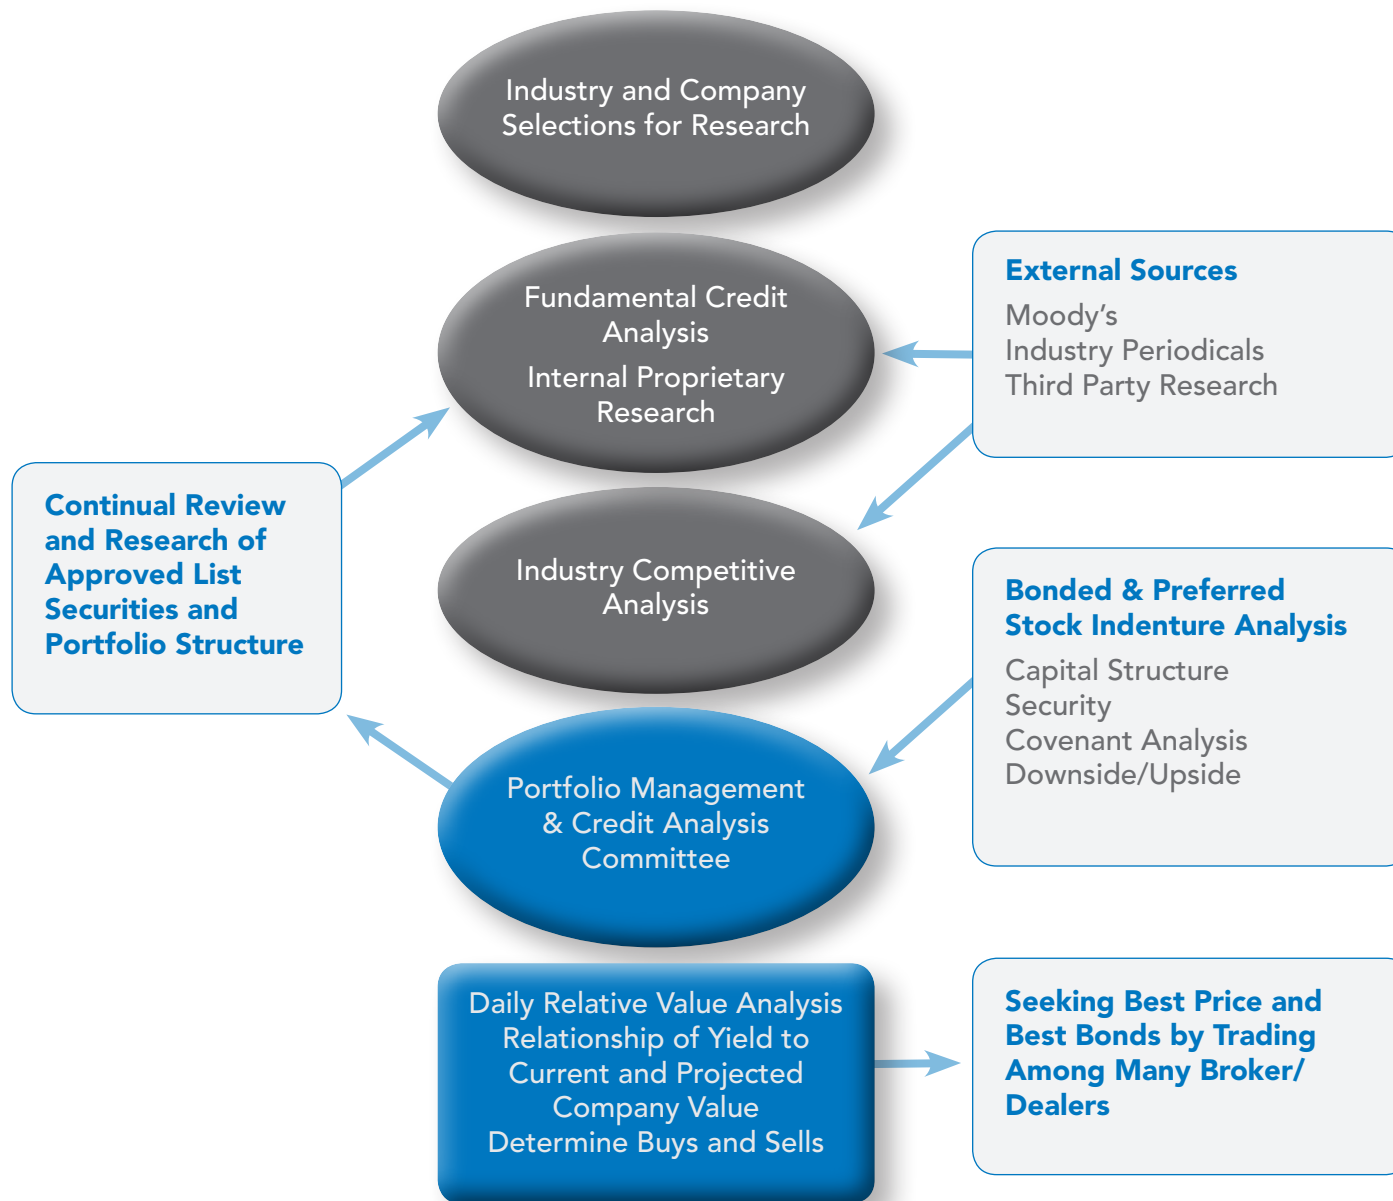 Industry and Company
Selections for Research
Fundamental Credit
Analysis
Internal Proprietary
Research
External Sources
Moody’s
Industry Periodicals
Third Party Research
Continual Review
and Research of
Approved List
Securities and
Portfolio Structure
Industry Competitive
Analysis
Bonded & Preferred
Stock Indenture Analysis
Capital Structure
Security
Covenant Analysis
Downside/Upside
Portfolio Management
& Credit Analysis
Committee
Daily Relative Value Analysis
Relationship of Yield to
Current and Projected
Company Value
Determine Buys and Sells
Seeking Best Price and
Best Bonds by Trading
Among Many Broker/
Dealers